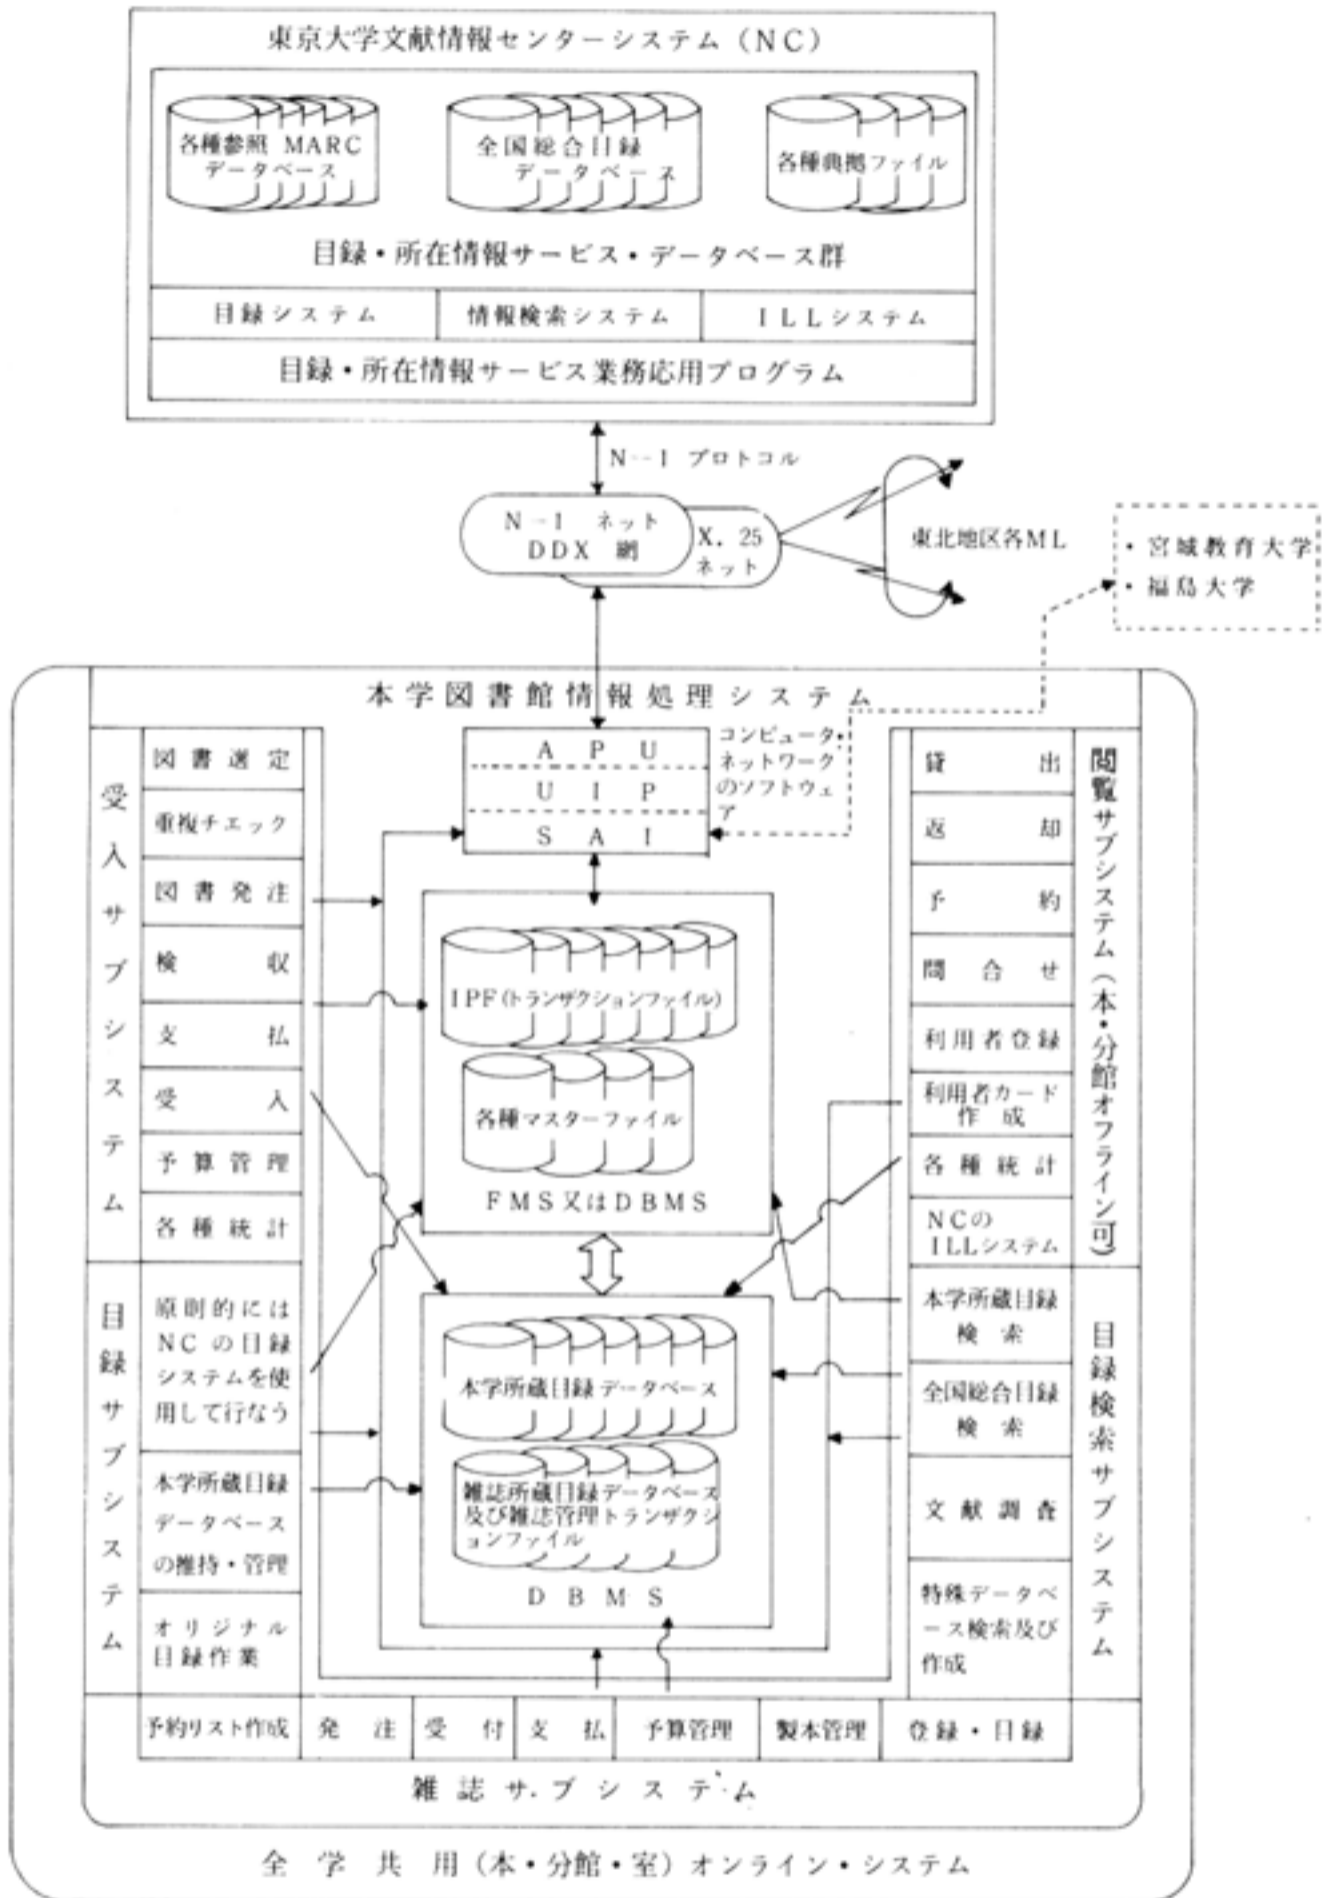 東京大学文献情報センターシステム（NC）
各種参照 MARC
データベース
全国総合目録
データベース
各種典拠ファイル
目録・所在情報サービス・データベース群
目録システム
情報検索システム
ILLシステム
目録・所在情報サービス業務応用プログラム
N-1 プロトコル
N-1 ネット
DDX 網
X. 25
ネット
東北地区各ML
・宮城教育大学
・福島大学
本学図書館情報処理システム
受入サブシステム
図書選定
重複チェック
図書発注
検収
支払
受入
予算管理
各種統計
目録サブシステム
原則的には
NCの目録
システムを使
用して行なう
本学所蔵目録
データベース
の維持・管理
オリジナル
目録作業
APU
UIP
SAI
コンピュータ・
ネットワーク
のソフトウェ
ア
IPF(トランザクションファイル)
各種マスターファイル
FMS又はDBMS
本学所蔵目録データベース
雑誌所蔵目録データベース
及び雑誌管理トランザクシ
ョンファイル
DBMS
貸出
返却
予約
問合せ
利用者登録
利用者カード
作成
各種統計
NCの
ILLシステム
閲覧サブシステム(本・分館オフライン可)
本学所蔵目録
検索
全国総合目録
検索
文献調査
特殊データベ
ース検索及び
作成
目録検索サブシステム
予約リスト作成
発注
受付
支払
予算管理
製本管理
登録・目録
雑誌サブシステム
全学共用(本・分館・室)オンライン・システム